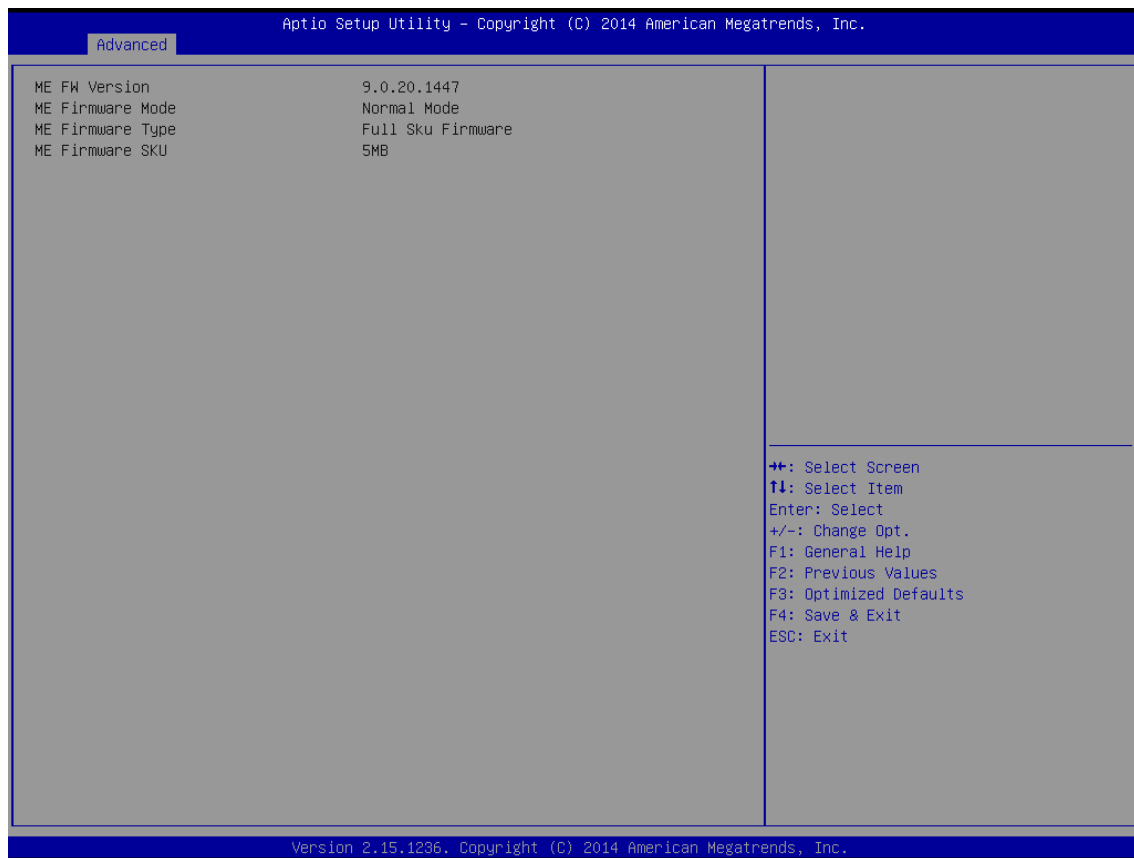 Aptio Setup Utility – Copyright (C) 2014 American Megatrends, Inc.
Advanced
ME FW Version 9.0.20.1447
ME Firmware Mode Normal Mode
ME Firmware Type Full Sku Firmware
ME Firmware SKU 5MB
→←: Select Screen
↑↓: Select Item
Enter: Select
+/-: Change Opt.
F1: General Help
F2: Previous Values
F3: Optimized Defaults
F4: Save & Exit
ESC: Exit
Version 2.15.1236. Copyright (C) 2014 American Megatrends, Inc.